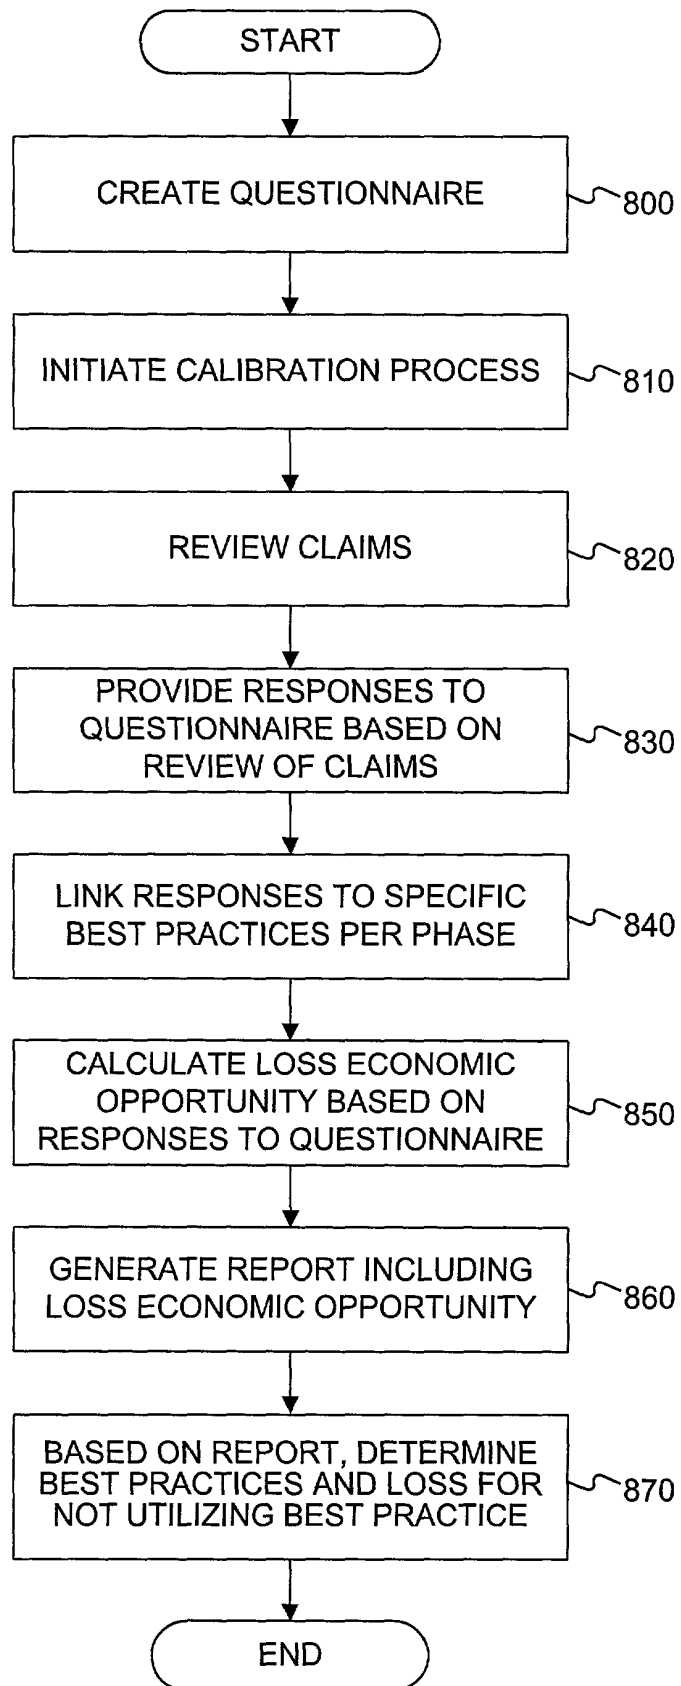 START
CREATE QUESTIONNAIRE
800
INITIATE CALIBRATION PROCESS
810
REVIEW CLAIMS
820
PROVIDE RESPONSES TO
QUESTIONNAIRE BASED ON
REVIEW OF CLAIMS
830
LINK RESPONSES TO SPECIFIC
BEST PRACTICES PER PHASE
840
CALCULATE LOSS ECONOMIC
OPPORTUNITY BASED ON
RESPONSES TO QUESTIONNAIRE
850
GENERATE REPORT INCLUDING
LOSS ECONOMIC OPPORTUNITY
860
BASED ON REPORT, DETERMINE
BEST PRACTICES AND LOSS FOR
NOT UTILIZING BEST PRACTICE
870
END